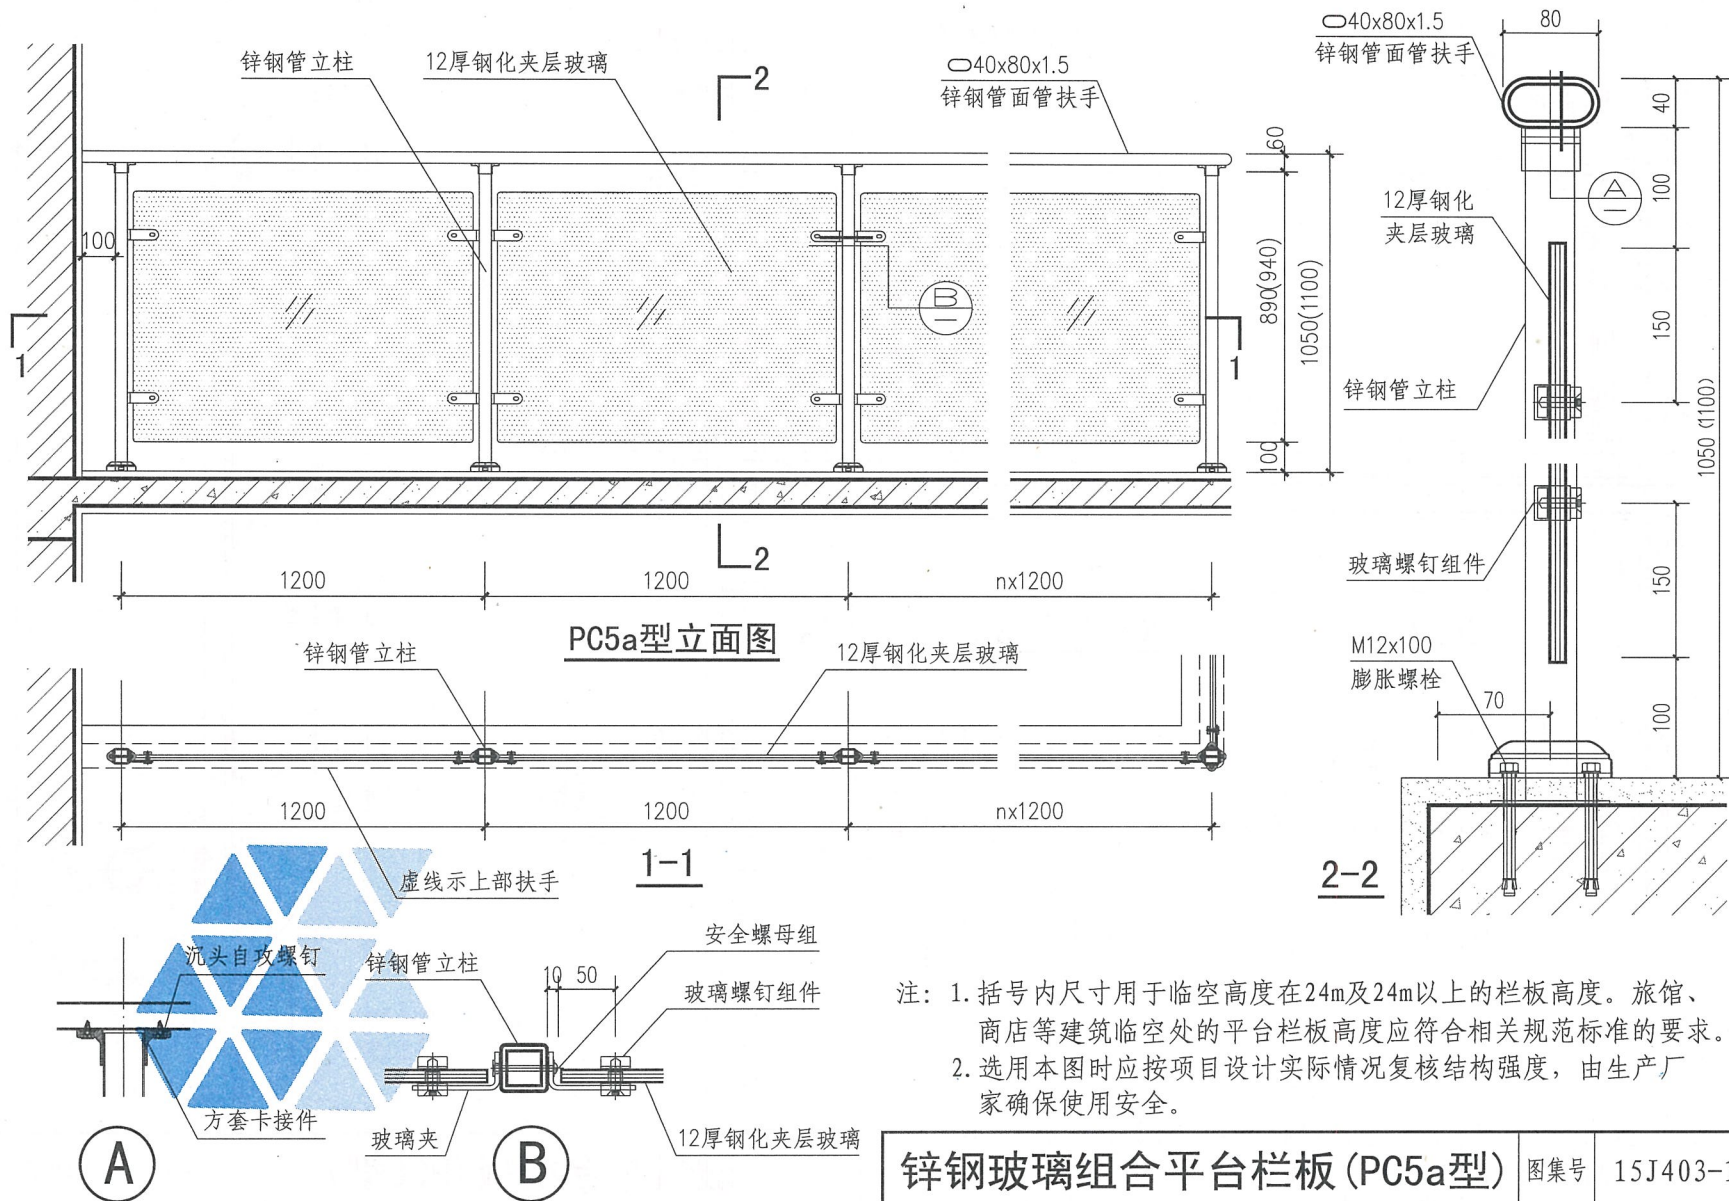 锌钢管立柱
12厚钢化夹层玻璃
2
⬭40x80x1.5
锌钢管面管扶手
60
100
890(940)
1050(1100)
100
B
1
1
2
1200
1200
nx1200
PC5a型立面图
锌钢管立柱
12厚钢化夹层玻璃
1200
1200
nx1200
1-1
虚线示上部扶手
⬭40x80x1.5
锌钢管面管扶手
80
40
100
A
12厚钢化
夹层玻璃
150
锌钢管立柱
1050 (1100)
玻璃螺钉组件
150
M12x100
膨胀螺栓
70
100
2-2
沉头自攻螺钉
方套卡接件
A
锌钢管立柱
10
50
安全螺母组
玻璃螺钉组件
玻璃夹
12厚钢化夹层玻璃
B
注: 1. 括号内尺寸用于临空高度在24m及24m以上的栏板高度。旅馆、
商店等建筑临空处的平台栏板高度应符合相关规范标准的要求。
2. 选用本图时应按项目设计实际情况复核结构强度，由生产厂
家确保使用安全。
锌钢玻璃组合平台栏板(PC5a型)
图集号
15J403-1